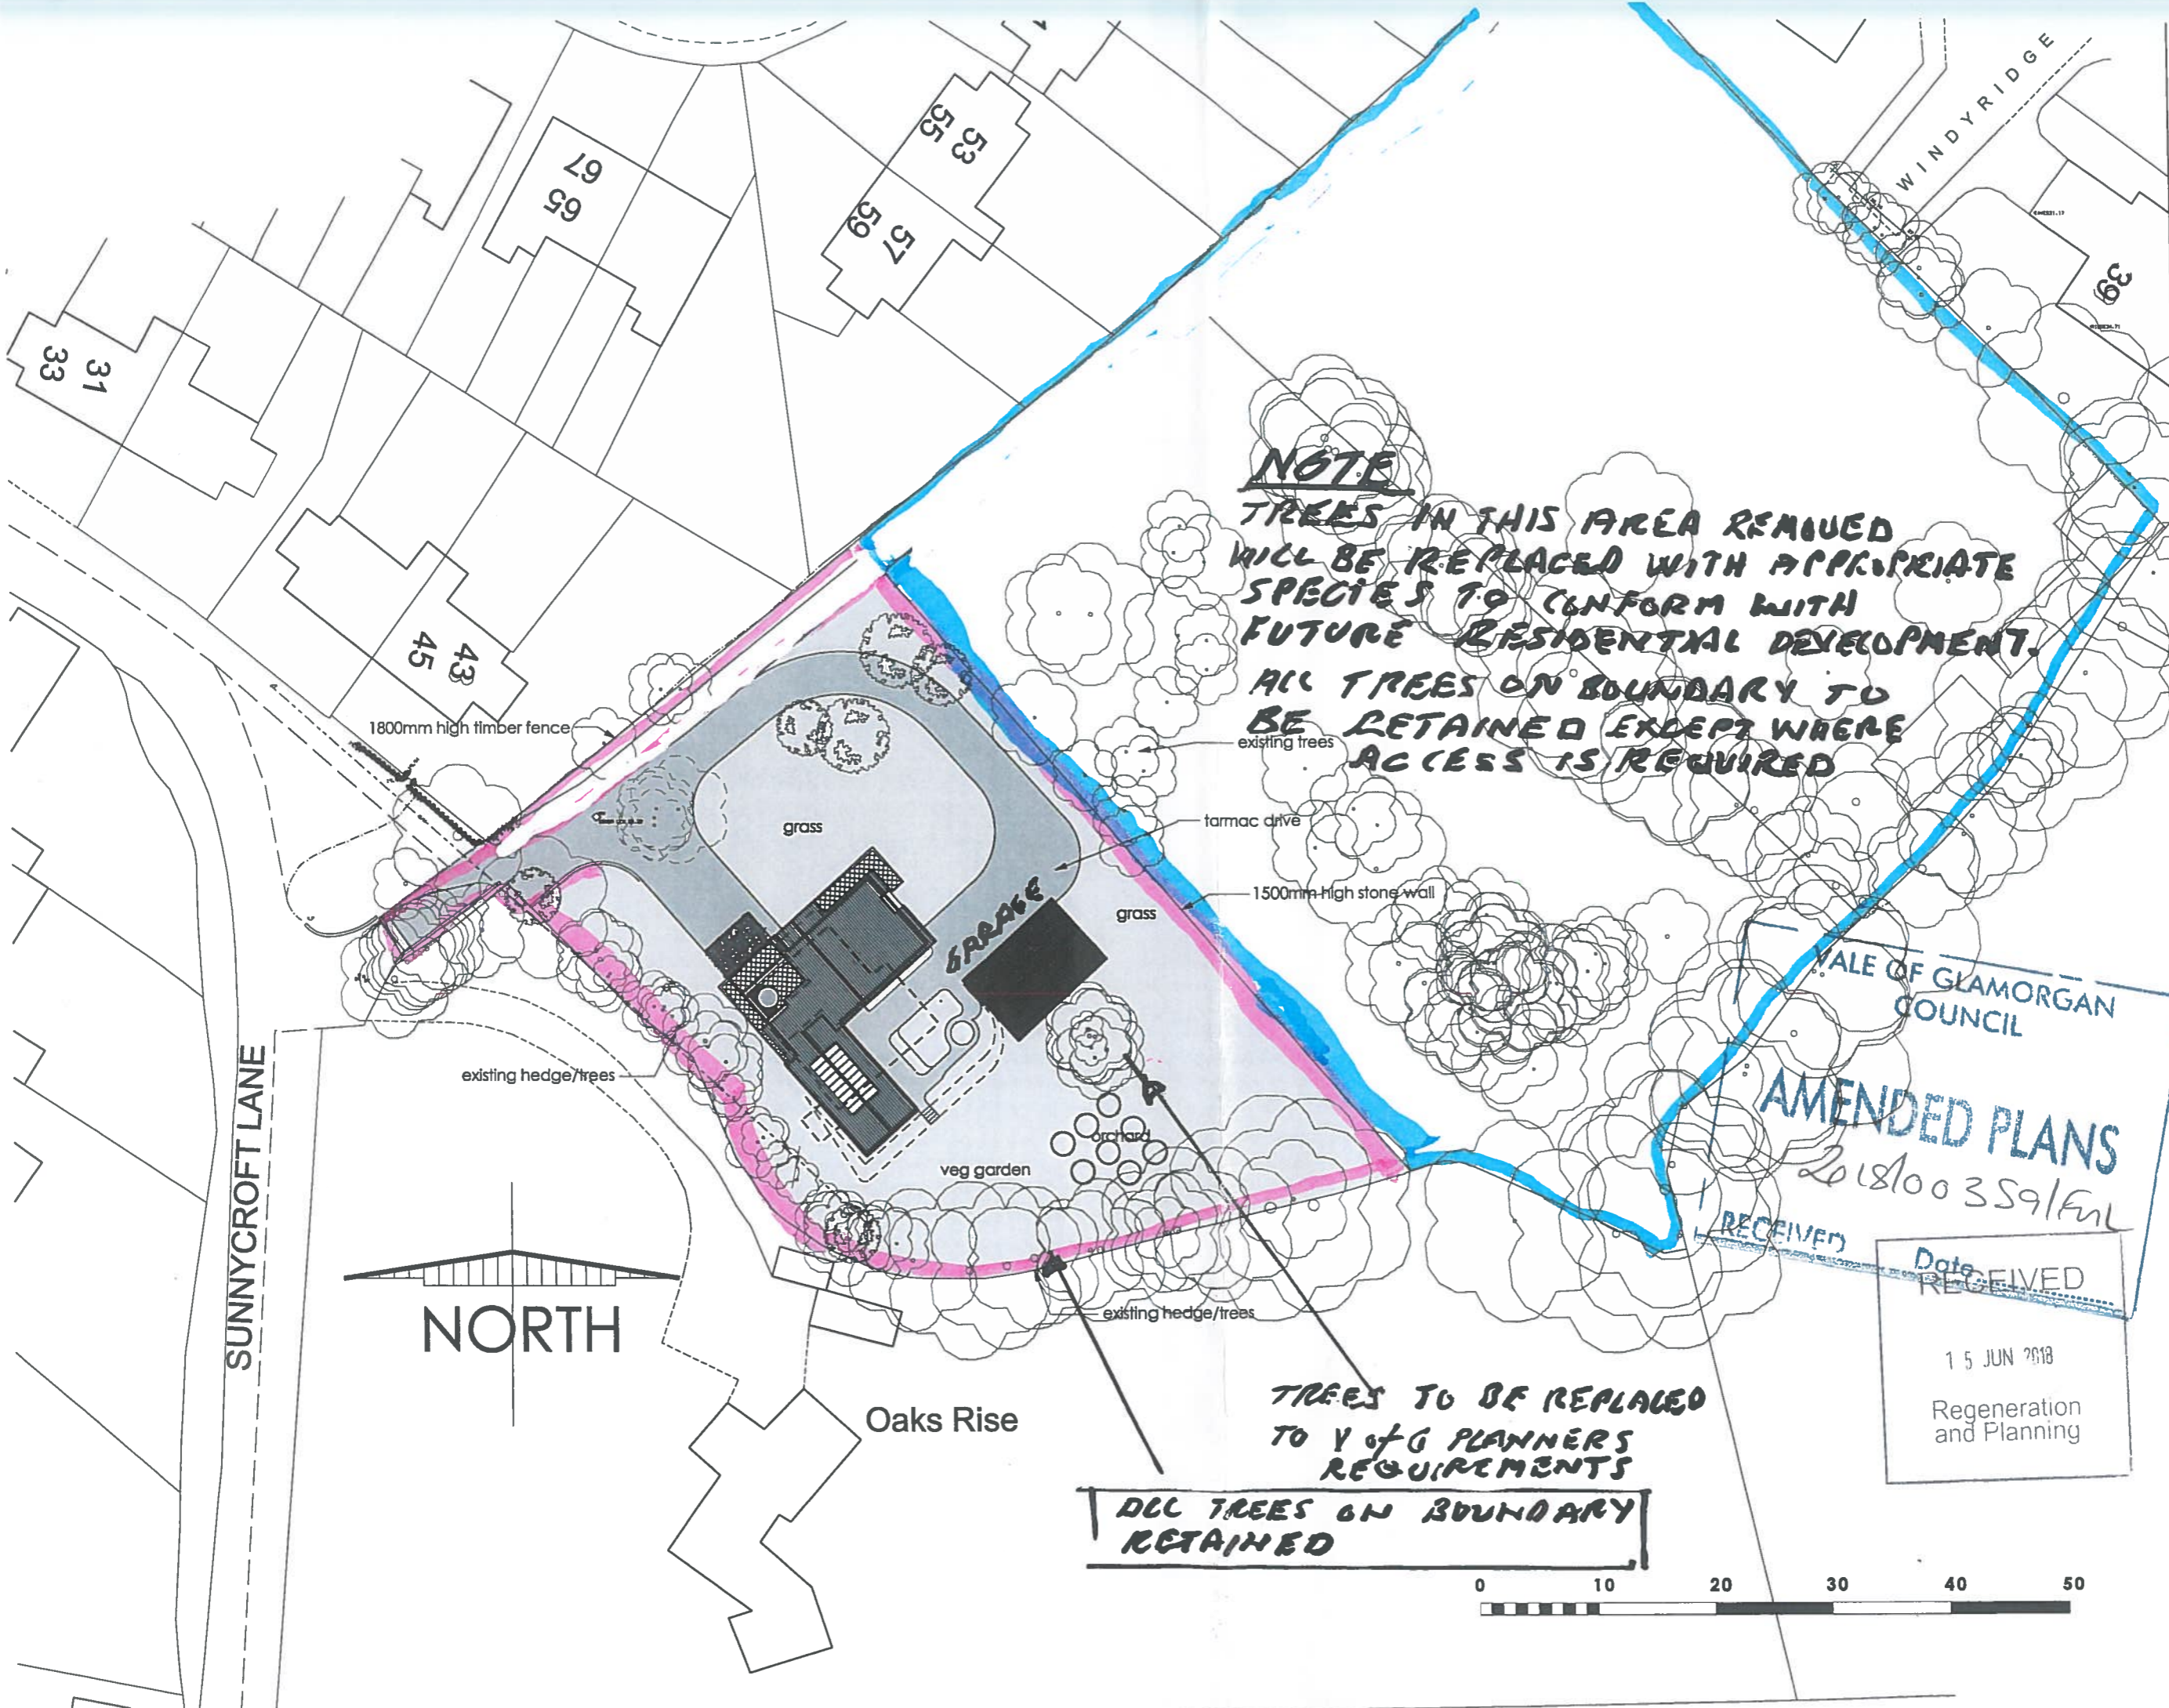 WINDYRIDGE
39
53
55
57
59
67
65
31
33
43
45
NOTE
TREES IN THIS AREA REMOVED
WILL BE REPLACED WITH APPROPRIATE
SPECIES TO CONFORM WITH
FUTURE RESIDENTIAL DEVELOPMENT.
ALL TREES ON BOUNDARY TO
BE RETAINED EXCEPT WHERE
ACCESS IS REQUIRED
1800mm high timber fence
existing trees
tarmac drive
grass
1500mm high stone wall
grass
GARAGE
existing hedge/trees
orchard
veg garden
existing hedge/trees
SUNNYCROFT LANE
NORTH
Oaks Rise
VALE OF GLAMORGAN
COUNCIL
AMENDED PLANS
2018/00359/FUL
RECEIVED
Date
RECEIVED
15 JUN 2018
Regeneration
and Planning
TREES TO BE REPLACED
TO V of G PLANNERS
REQUIREMENTS
ALL TREES ON BOUNDARY
RETAINED
0 10 20 30 40 50